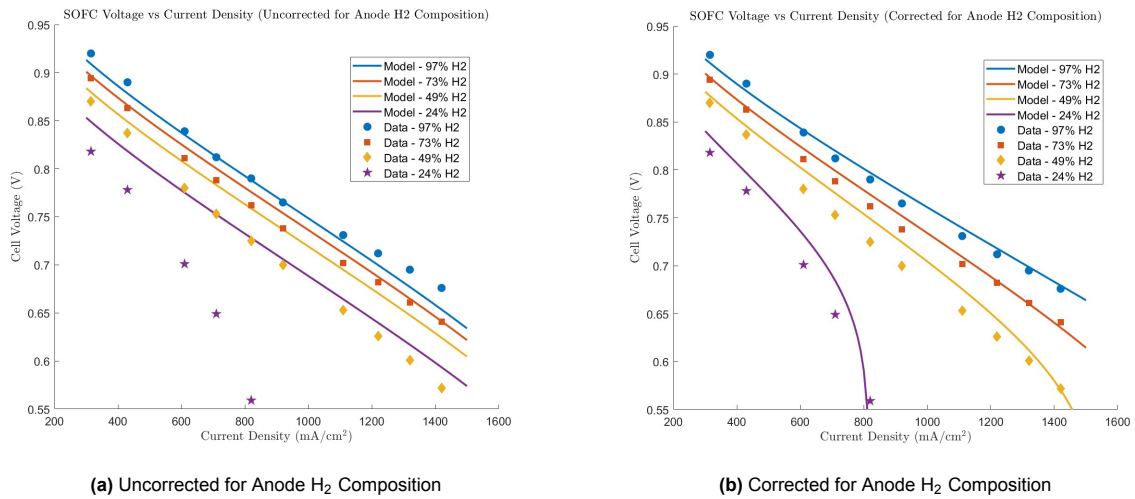 SOFC Voltage vs Current Density (Uncorrected for Anode H2 Composition)
0.95
0.9
0.85
0.8
0.75
0.7
0.65
0.6
0.55
Cell Voltage (V)
Model - 97% H2
Model - 73% H2
Model - 49% H2
Model - 24% H2
Data - 97% H2
Data - 73% H2
Data - 49% H2
Data - 24% H2
200 400 600 800 1000 1200 1400 1600
Current Density (mA/cm²)
(a) Uncorrected for Anode H₂ Composition
SOFC Voltage vs Current Density (Corrected for Anode H2 Composition)
0.95
0.9
0.85
0.8
0.75
0.7
0.65
0.6
0.55
Cell Voltage (V)
Model - 97% H2
Model - 73% H2
Model - 49% H2
Model - 24% H2
Data - 97% H2
Data - 73% H2
Data - 49% H2
Data - 24% H2
200 400 600 800 1000 1200 1400 1600
Current Density (mA/cm²)
(b) Corrected for Anode H₂ Composition